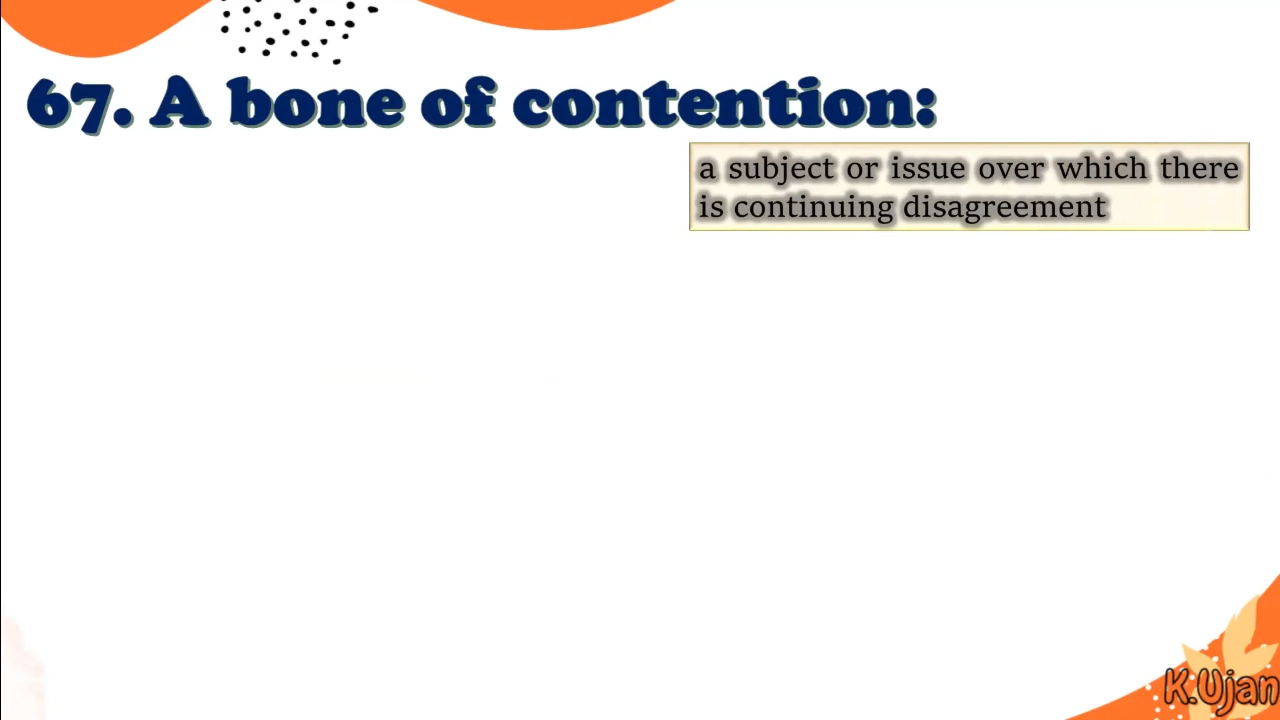 67. A bone of contention:
a subject or issue over which there
is continuing disagreement
K.Ujan